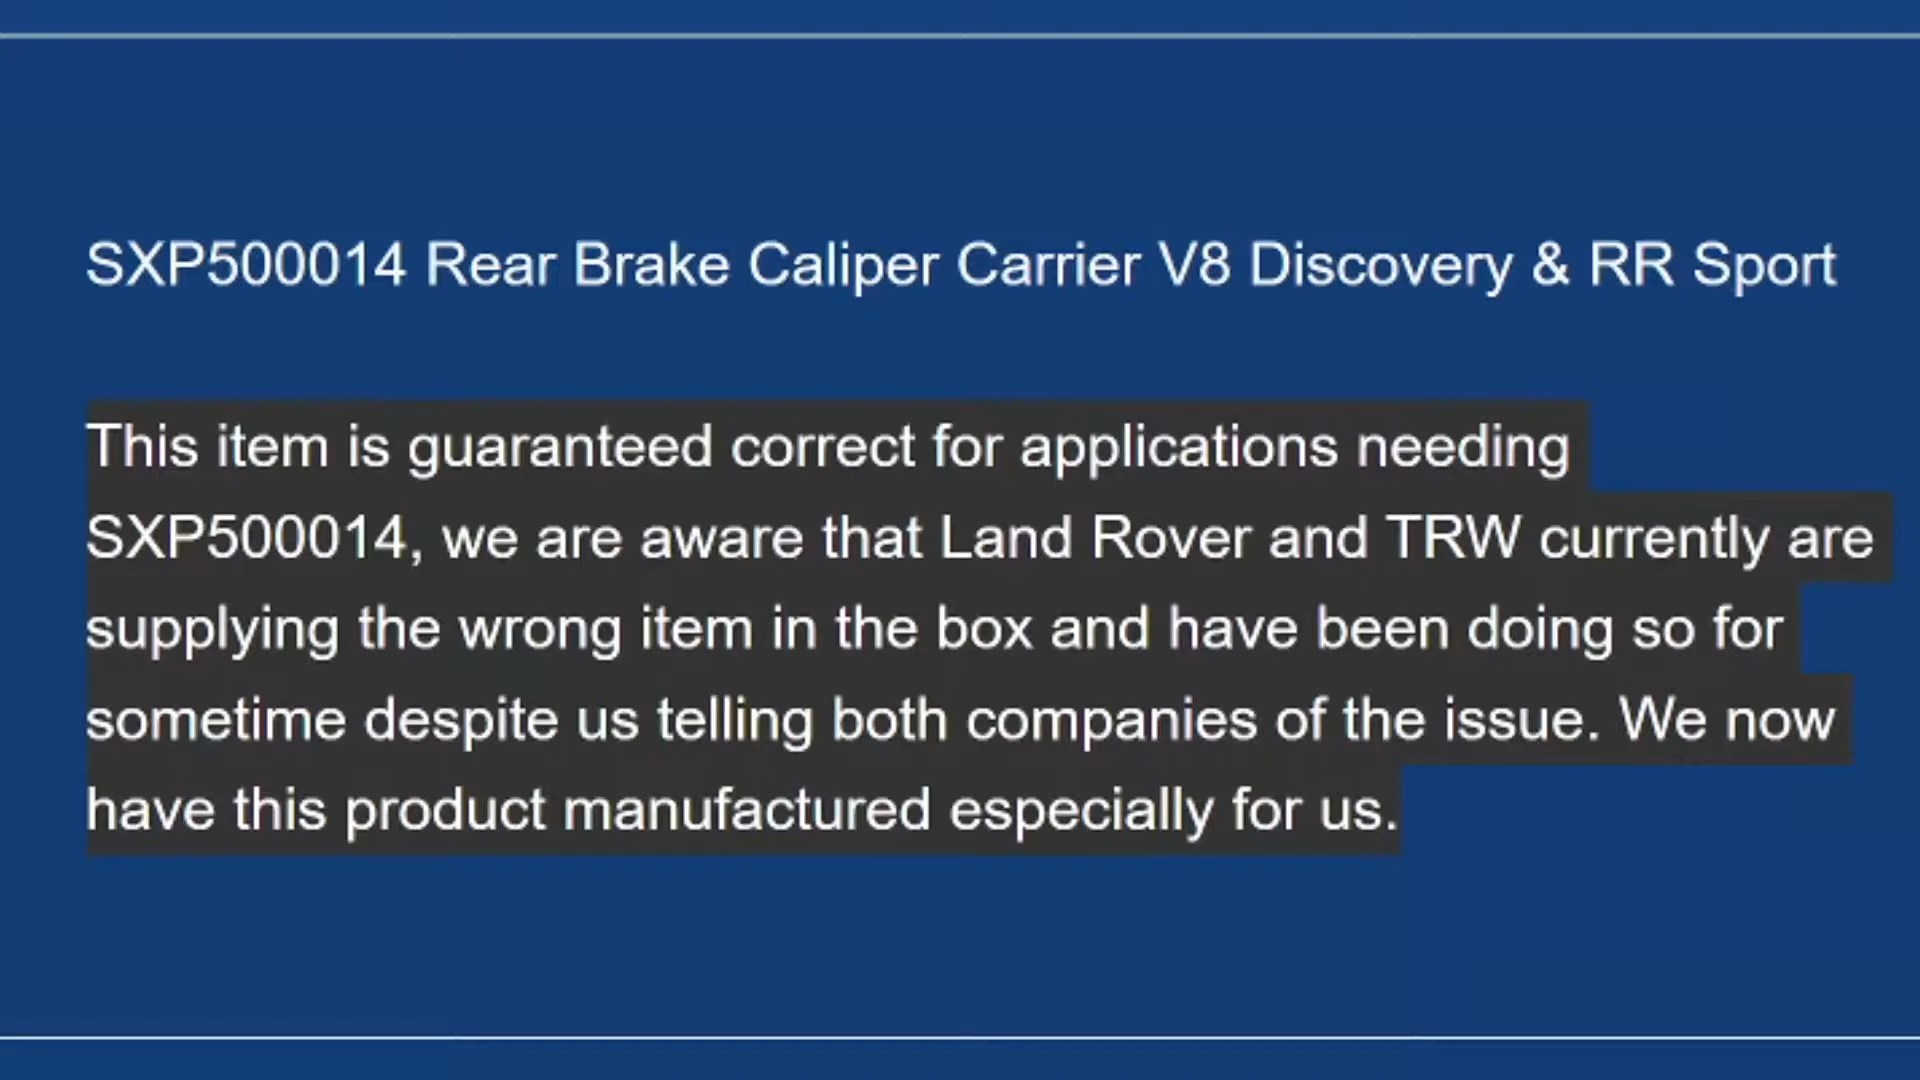 SXP500014 Rear Brake Caliper Carrier V8 Discovery & RR Sport
This item is guaranteed correct for applications needing
SXP500014, we are aware that Land Rover and TRW currently are
supplying the wrong item in the box and have been doing so for
sometime despite us telling both companies of the issue. We now
have this product manufactured especially for us.